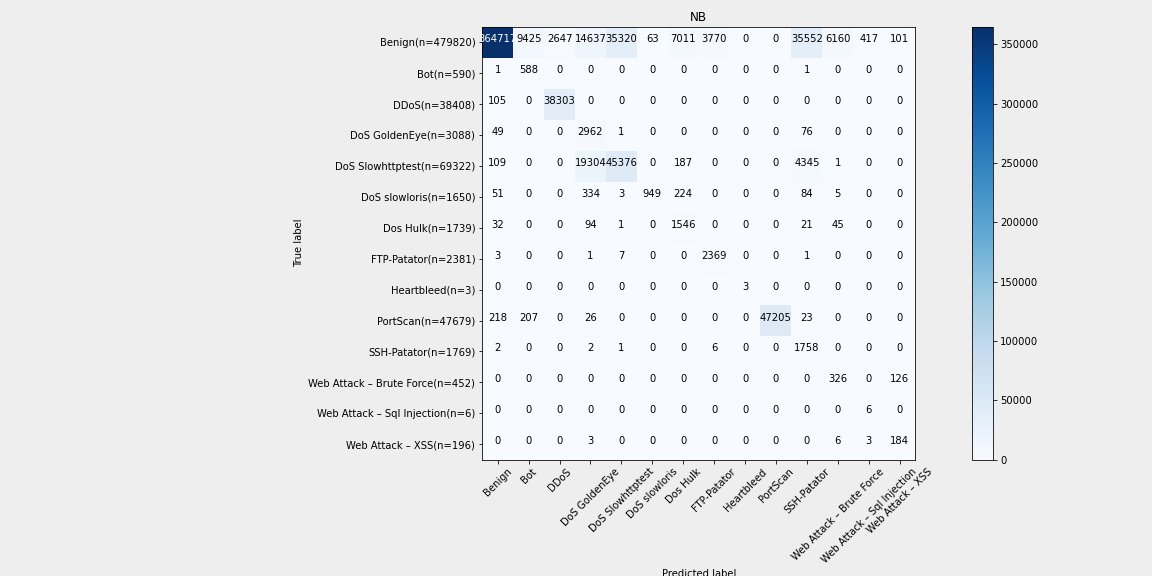 NB
Benign(n=479820) 364717 9425 2647 14637 35320 63 7011 3770 0 0 35552 6160 417 101
Bot(n=590) 1 588 0 0 0 0 0 0 0 0 1 0 0 0
DDoS(n=38408) 105 0 38303 0 0 0 0 0 0 0 0 0 0 0
DoS GoldenEye(n=3088) 49 0 0 2962 1 0 0 0 0 0 76 0 0 0
DoS Slowhttptest(n=69322) 109 0 0 19304 45376 0 187 0 0 0 4345 1 0 0
DoS slowloris(n=1650) 51 0 0 334 3 949 224 0 0 0 84 5 0 0
Dos Hulk(n=1739) 32 0 0 94 1 0 1546 0 0 0 21 45 0 0
FTP-Patator(n=2381) 3 0 0 1 7 0 0 2369 0 0 1 0 0 0
Heartbleed(n=3) 0 0 0 0 0 0 0 0 3 0 0 0 0 0
PortScan(n=47679) 218 207 0 26 0 0 0 0 0 47205 23 0 0 0
SSH-Patator(n=1769) 2 0 0 2 1 0 0 6 0 0 1758 0 0 0
Web Attack – Brute Force(n=452) 0 0 0 0 0 0 0 0 0 0 0 326 0 126
Web Attack – Sql Injection(n=6) 0 0 0 0 0 0 0 0 0 0 0 0 6 0
Web Attack – XSS(n=196) 0 0 0 3 0 0 0 0 0 0 0 6 3 184
True label
Benign
Bot
DDoS
DoS GoldenEye
DoS Slowhttptest
DoS slowloris
Dos Hulk
FTP-Patator
Heartbleed
PortScan
SSH-Patator
Web Attack – Brute Force
Web Attack – Sql Injection
Web Attack – XSS
Predicted label
350000
300000
250000
200000
150000
100000
50000
0